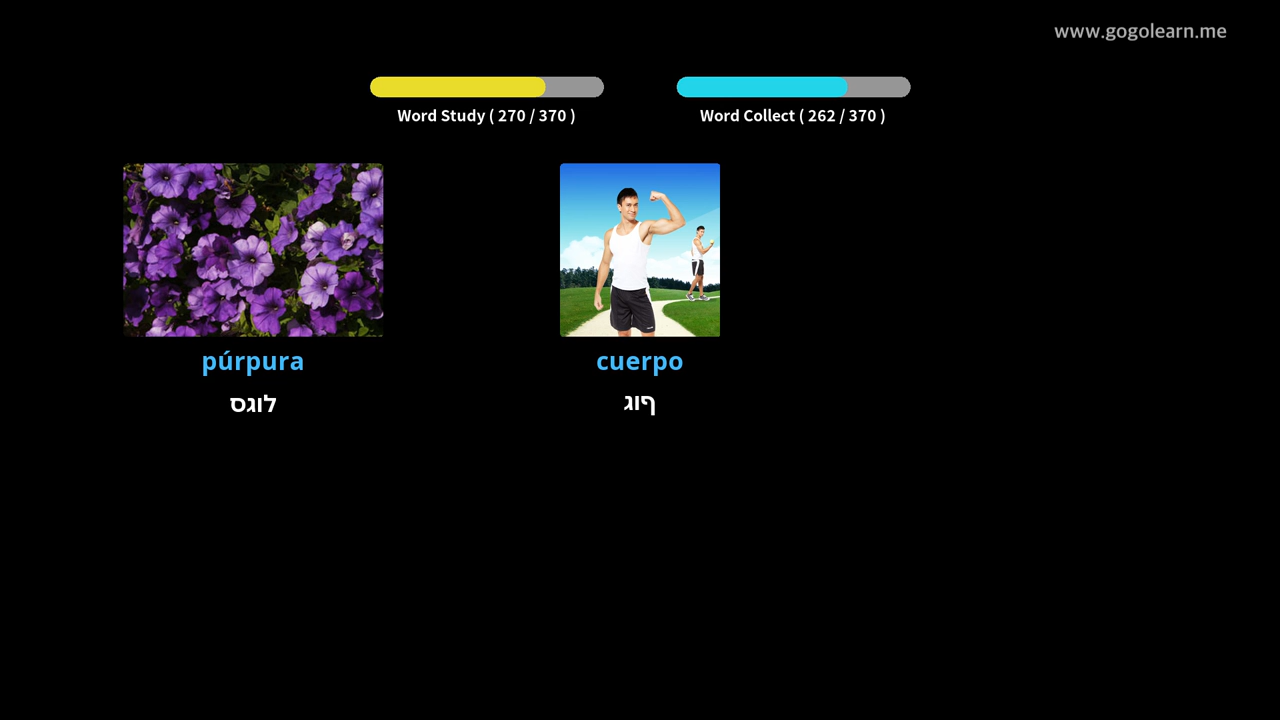 www.gogolearn.me
Word Study ( 270 / 370 )
Word Collect ( 262 / 370 )
púrpura
לוגס
cuerpo
ףוג